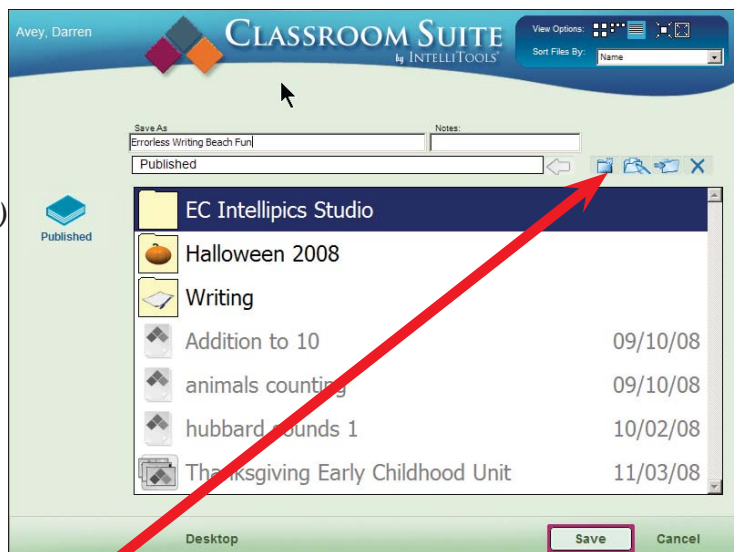 Avey, Darren
CLASSROOM SUITE
by INTELLITOOLS®
View Options:
Sort Files By:
Name
Save As
Notes:
Errorless Writing Beach Fun
Published
)
Published
EC Intellipics Studio
Halloween 2008
Writing
Addition to 10 09/10/08
animals counting 09/10/08
hubbard sounds 1 10/02/08
Thanksgiving Early Childhood Unit 11/03/08
Desktop
Save
Cancel